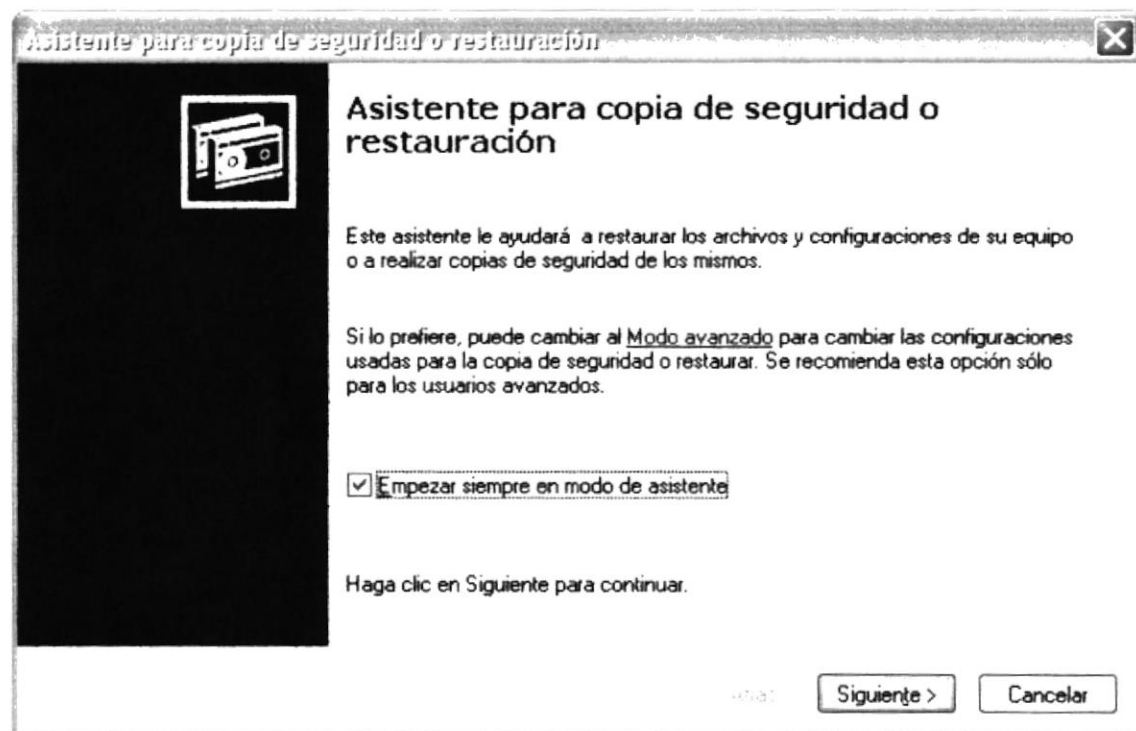 Asistente para copia de seguridad o restauración
Asistente para copia de seguridad o
restauración
Este asistente le ayudará a restaurar los archivos y configuraciones de su equipo
o a realizar copias de seguridad de los mismos.
Si lo prefiere, puede cambiar al Modo avanzado para cambiar las configuraciones
usadas para la copia de seguridad o restaurar. Se recomienda esta opción sólo
para los usuarios avanzados.
Empezar siempre en modo de asistente
Haga clic en Siguiente para continuar.
Siguiente > Cancelar